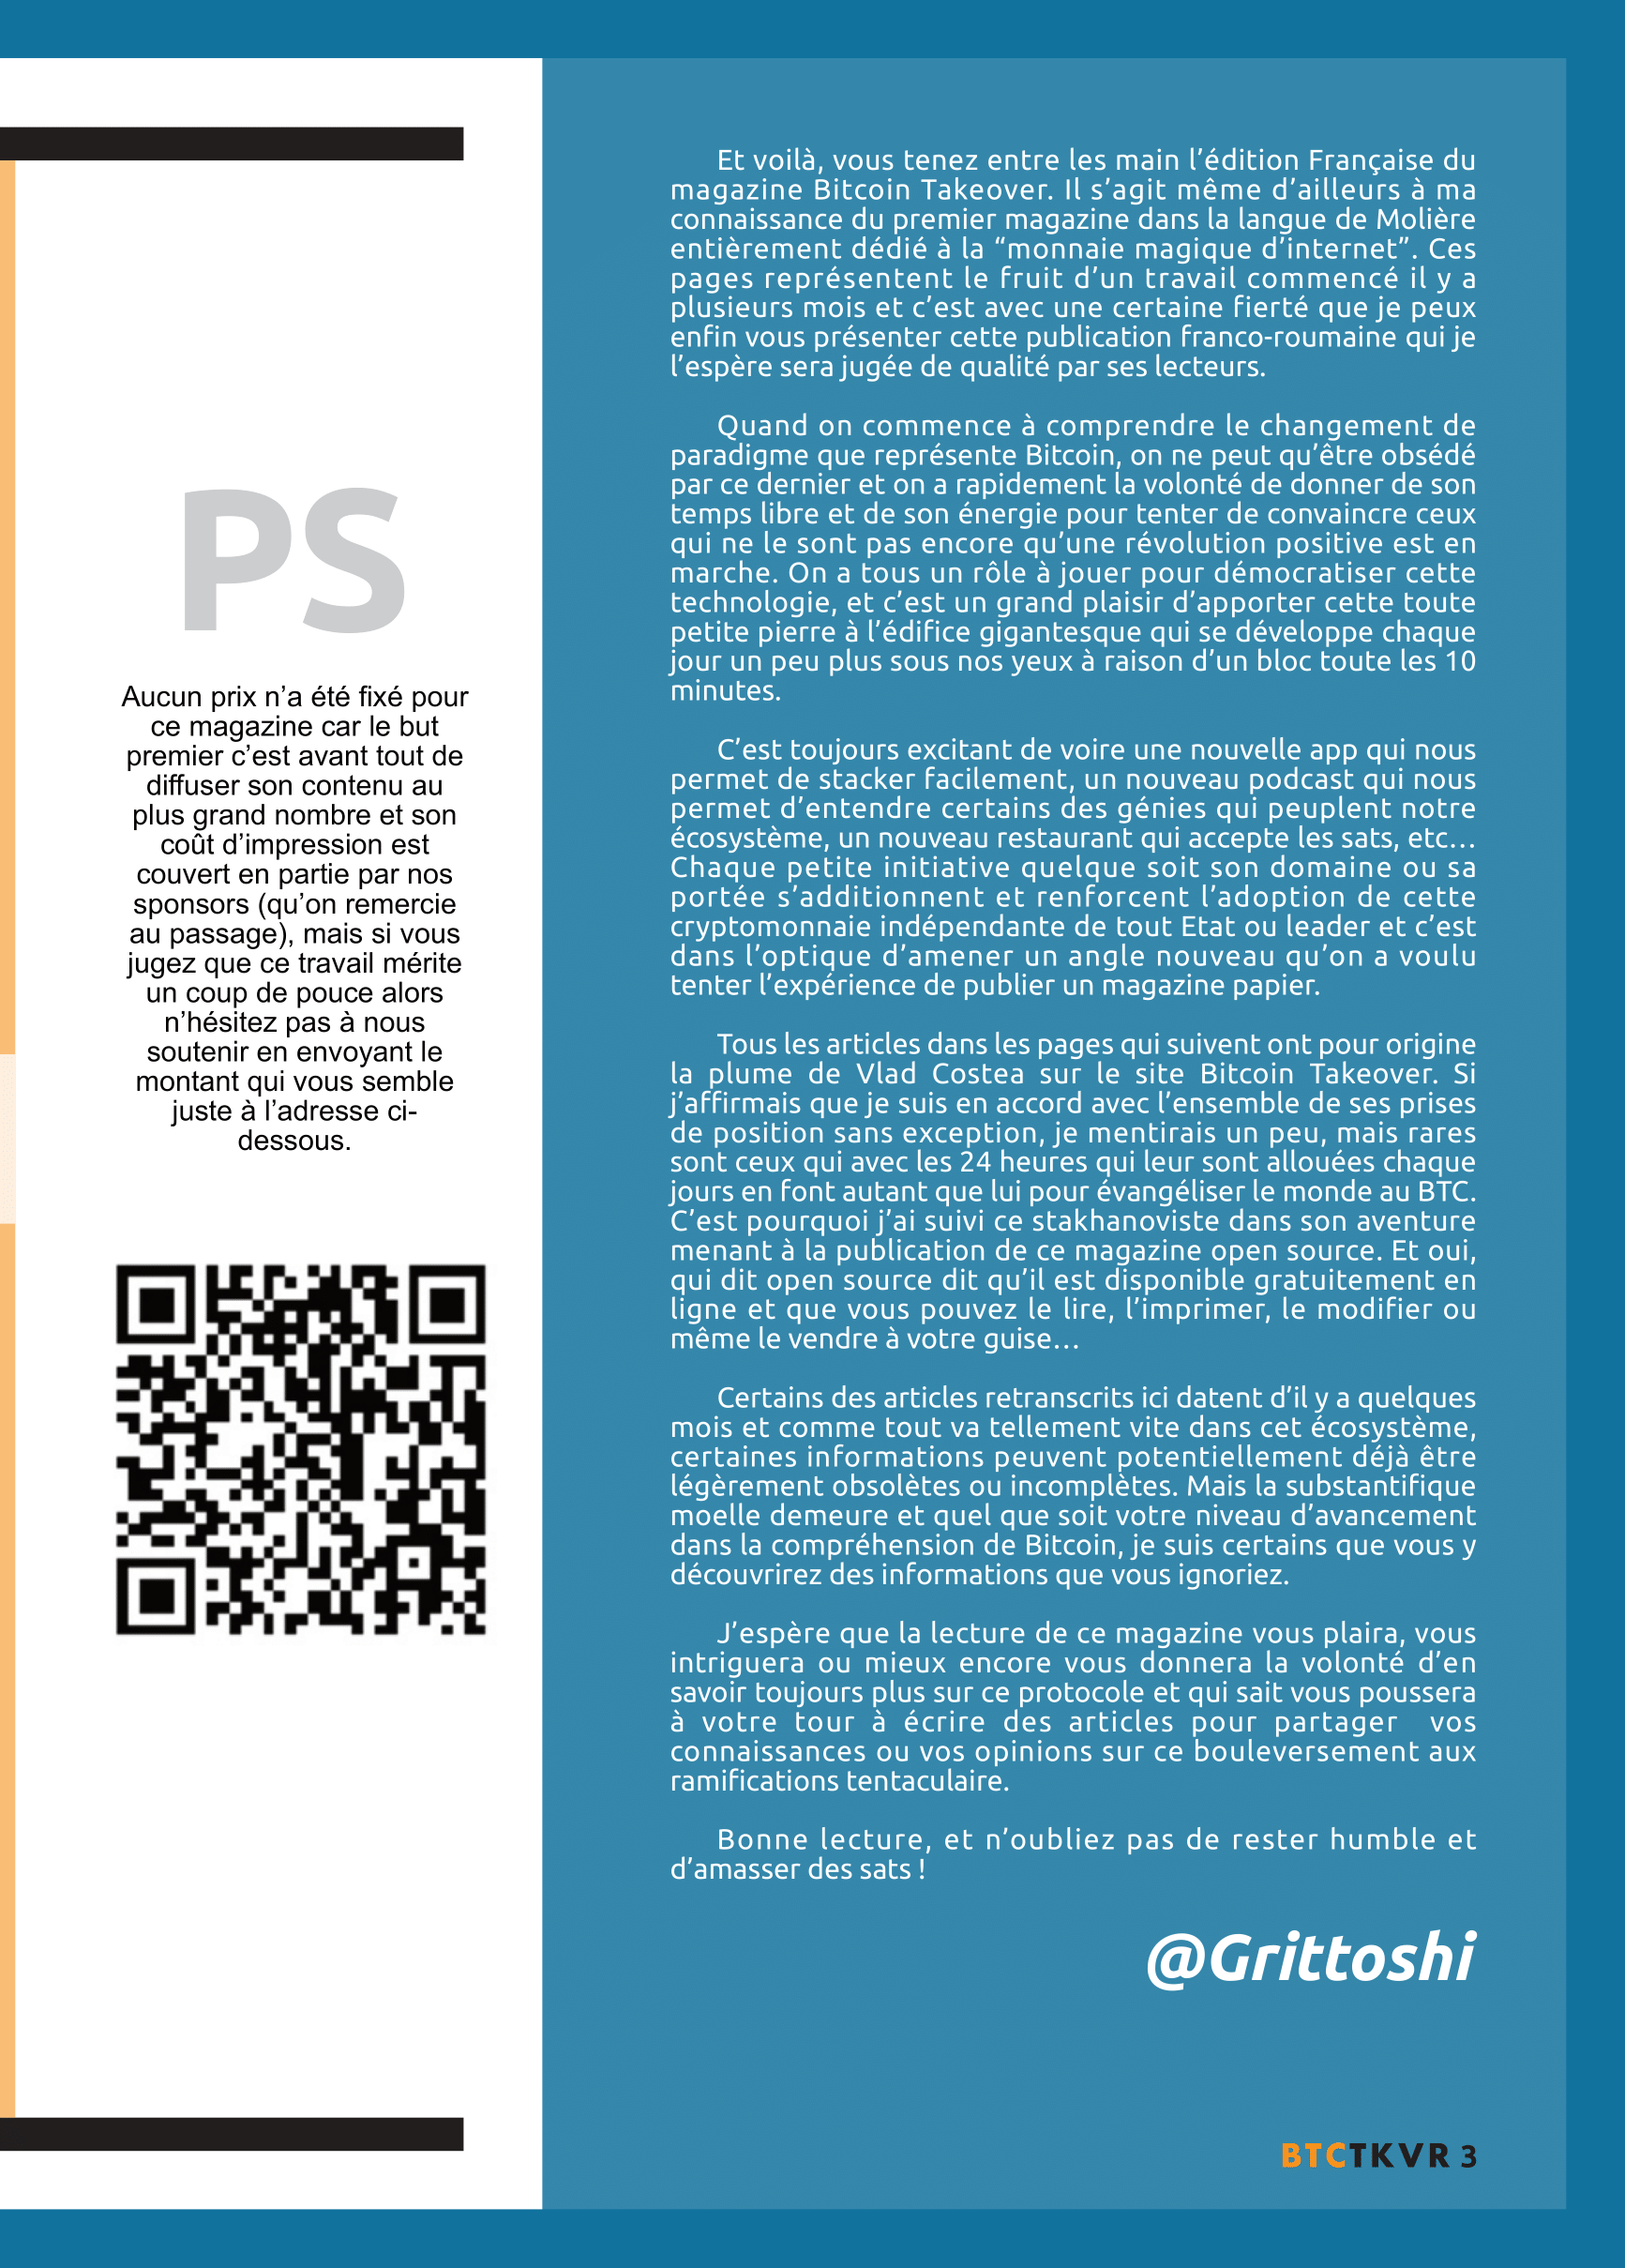 PS
Aucun prix n’a été fixé pour
ce magazine car le but
premier c’est avant tout de
diffuser son contenu au
plus grand nombre et son
coût d’impression est
couvert en partie par nos
sponsors (qu’on remercie
au passage), mais si vous
jugez que ce travail mérite
un coup de pouce alors
n’hésitez pas à nous
soutenir en envoyant le
montant qui vous semble
juste à l’adresse ci-
dessous.
Et voilà, vous tenez entre les main l’édition Française du
magazine Bitcoin Takeover. Il s’agit même d’ailleurs à ma
connaissance du premier magazine dans la langue de Molière
entièrement dédié à la “monnaie magique d’internet”. Ces
pages représentent le fruit d’un travail commencé il y a
plusieurs mois et c’est avec une certaine fierté que je peux
enfin vous présenter cette publication franco-roumaine qui je
l’espère sera jugée de qualité par ses lecteurs.
Quand on commence à comprendre le changement de
paradigme que représente Bitcoin, on ne peut qu’être obsédé
par ce dernier et on a rapidement la volonté de donner de son
temps libre et de son énergie pour tenter de convaincre ceux
qui ne le sont pas encore qu’une révolution positive est en
marche. On a tous un rôle à jouer pour démocratiser cette
technologie, et c’est un grand plaisir d’apporter cette toute
petite pierre à l’édifice gigantesque qui se développe chaque
jour un peu plus sous nos yeux à raison d’un bloc toute les 10
minutes.
C’est toujours excitant de voire une nouvelle app qui nous
permet de stacker facilement, un nouveau podcast qui nous
permet d’entendre certains des génies qui peuplent notre
écosystème, un nouveau restaurant qui accepte les sats, etc…
Chaque petite initiative quelque soit son domaine ou sa
portée s’additionnent et renforcent l’adoption de cette
cryptomonnaie indépendante de tout Etat ou leader et c’est
dans l’optique d’amener un angle nouveau qu’on a voulu
tenter l’expérience de publier un magazine papier.
Tous les articles dans les pages qui suivent ont pour origine
la plume de Vlad Costea sur le site Bitcoin Takeover. Si
j’affirmais que je suis en accord avec l’ensemble de ses prises
de position sans exception, je mentirais un peu, mais rares
sont ceux qui avec les 24 heures qui leur sont allouées chaque
jours en font autant que lui pour évangéliser le monde au BTC.
C’est pourquoi j’ai suivi ce stakhanoviste dans son aventure
menant à la publication de ce magazine open source. Et oui,
qui dit open source dit qu’il est disponible gratuitement en
ligne et que vous pouvez le lire, l’imprimer, le modifier ou
même le vendre à votre guise…
Certains des articles retranscrits ici datent d’il y a quelques
mois et comme tout va tellement vite dans cet écosystème,
certaines informations peuvent potentiellement déjà être
légèrement obsolètes ou incomplètes. Mais la substantifique
moelle demeure et quel que soit votre niveau d’avancement
dans la compréhension de Bitcoin, je suis certains que vous y
découvrirez des informations que vous ignoriez.
J’espère que la lecture de ce magazine vous plaira, vous
intriguera ou mieux encore vous donnera la volonté d’en
savoir toujours plus sur ce protocole et qui sait vous poussera
à votre tour à écrire des articles pour partager vos
connaissances ou vos opinions sur ce bouleversement aux
ramifications tentaculaire.
Bonne lecture, et n’oubliez pas de rester humble et
d’amasser des sats !
@Grittoshi
BTCTKVR 3